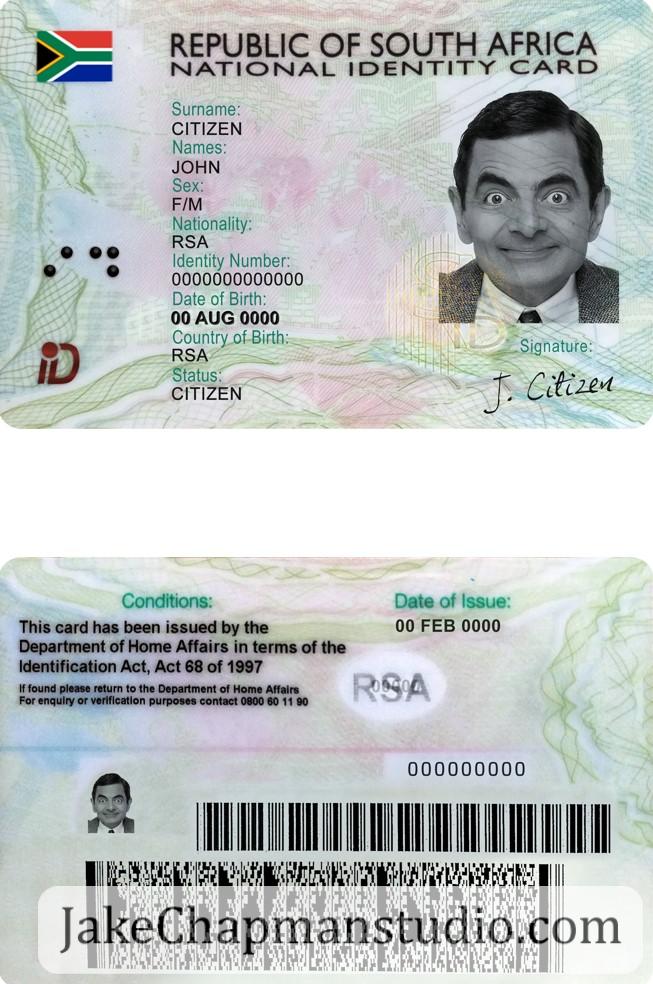 REPUBLIC OF SOUTH AFRICA
NATIONAL IDENTITY CARD
Surname:
CITIZEN
Names:
JOHN
Sex:
F/M
Nationality:
RSA
Identity Number:
0000000000000
Date of Birth:
00 AUG 0000
Country of Birth:
RSA
Status:
CITIZEN
iD
Signature:
J. Citizen
Conditions:
This card has been issued by the
Department of Home Affairs in terms of the
Identification Act, Act 68 of 1997
If found please return to the Department of Home Affairs
For enquiry or verification purposes contact 0800 60 11 90
Date of Issue:
00 FEB 0000
RSA
000000000
JakeChapmanstudio.com